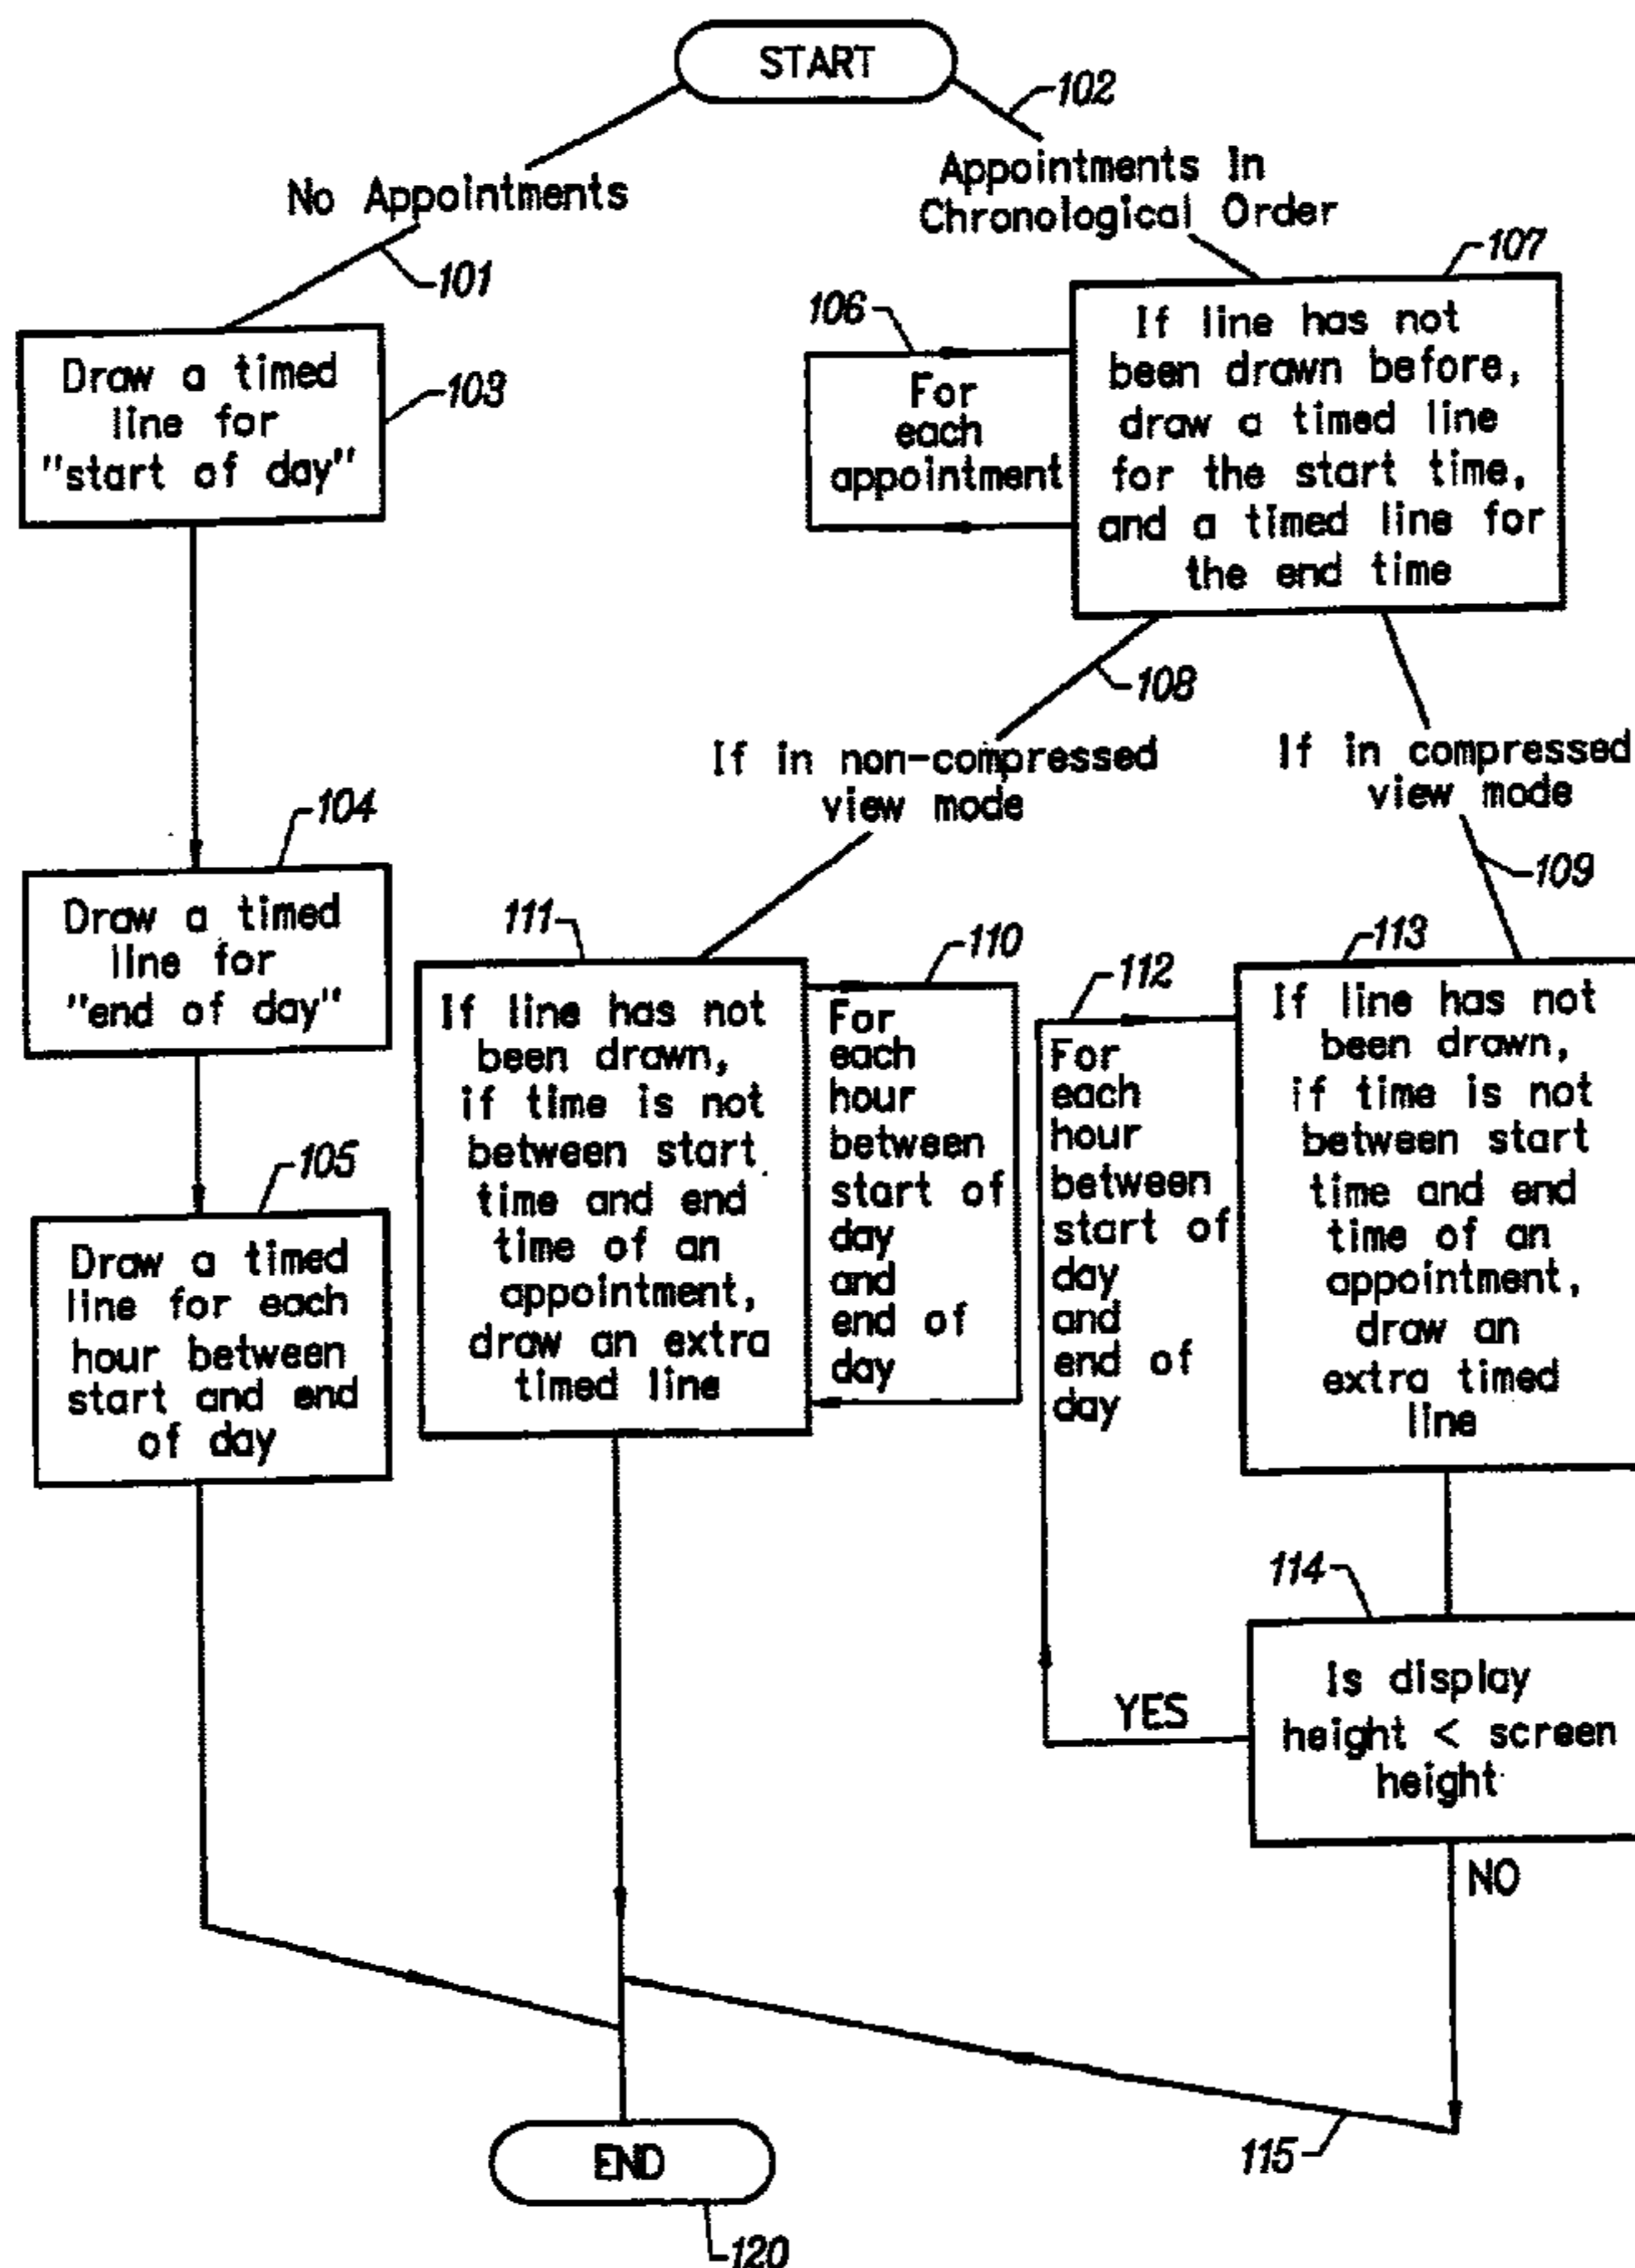 START
102
No Appointments
Appointments In
Chronological Order
101
107
106
Draw a timed
line for
"start of day"
103
For
each
appointment
If line has not
been drawn before,
draw a timed line
for the start time,
and a timed line for
the end time
108
If in non-compressed
view mode
If in compressed
view mode
109
104
Draw a timed
line for
"end of day"
111
If line has not
been drawn,
if time is not
between start
time and end
time of an
appointment,
draw an extra
timed line
110
For
each
hour
between
start of
day
and
end of
day
112
For
each
hour
between
start of
day
and
end of
day
113
If line has not
been drawn,
if time is not
between start
time and end
time of an
appointment,
draw an
extra timed
line
105
Draw a timed
line for each
hour between
start and end
of day
114
Is display
height < screen
height
YES
NO
115
END
120